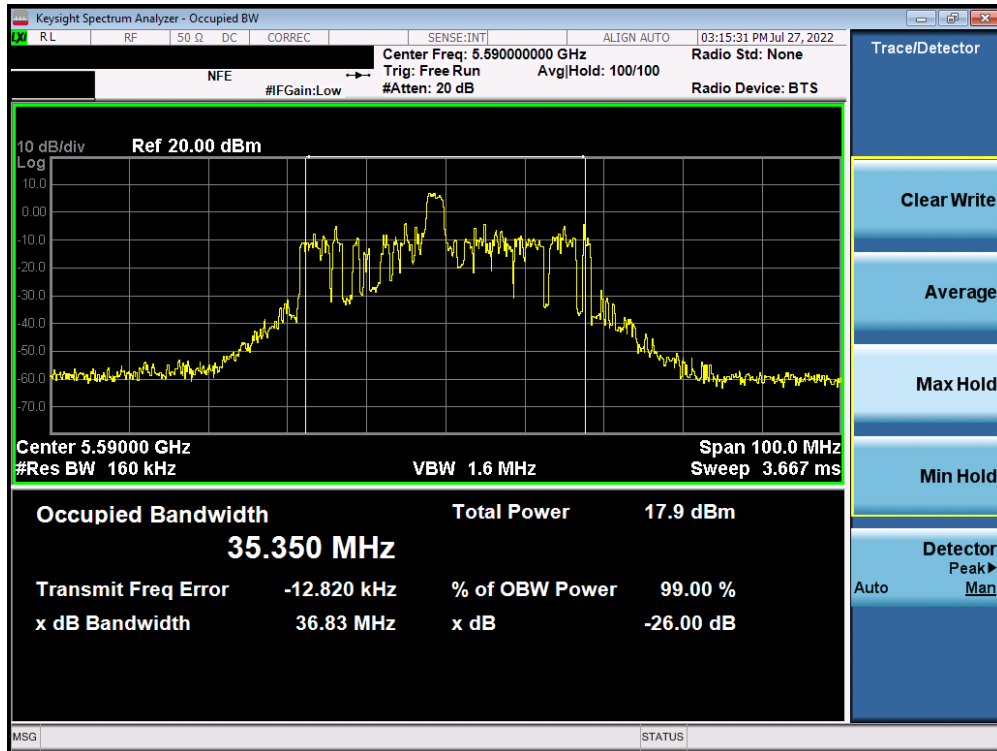 Keysight Spectrum Analyzer - Occupied BW
LXI RL RF 50 Ω DC CORREC SENSE:INT ALIGN AUTO 03:15:31 PM Jul 27, 2022
Center Freq: 5.590000000 GHz Radio Std: None
NFE Trig: Free Run Avg|Hold: 100/100
#IFGain:Low #Atten: 20 dB Radio Device: BTS
10 dB/div Ref 20.00 dBm
Log
10.0
0.00
-10.0
-20.0
-30.0
-40.0
-50.0
-60.0
-70.0
Center 5.59000 GHz Span 100.0 MHz
#Res BW 160 kHz VBW 1.6 MHz Sweep 3.667 ms
Occupied Bandwidth Total Power 17.9 dBm
35.350 MHz
Transmit Freq Error -12.820 kHz % of OBW Power 99.00 %
x dB Bandwidth 36.83 MHz x dB -26.00 dB
MSG STATUS
Trace/Detector
Clear Write
Average
Max Hold
Min Hold
Detector
Peak▶
Auto Man